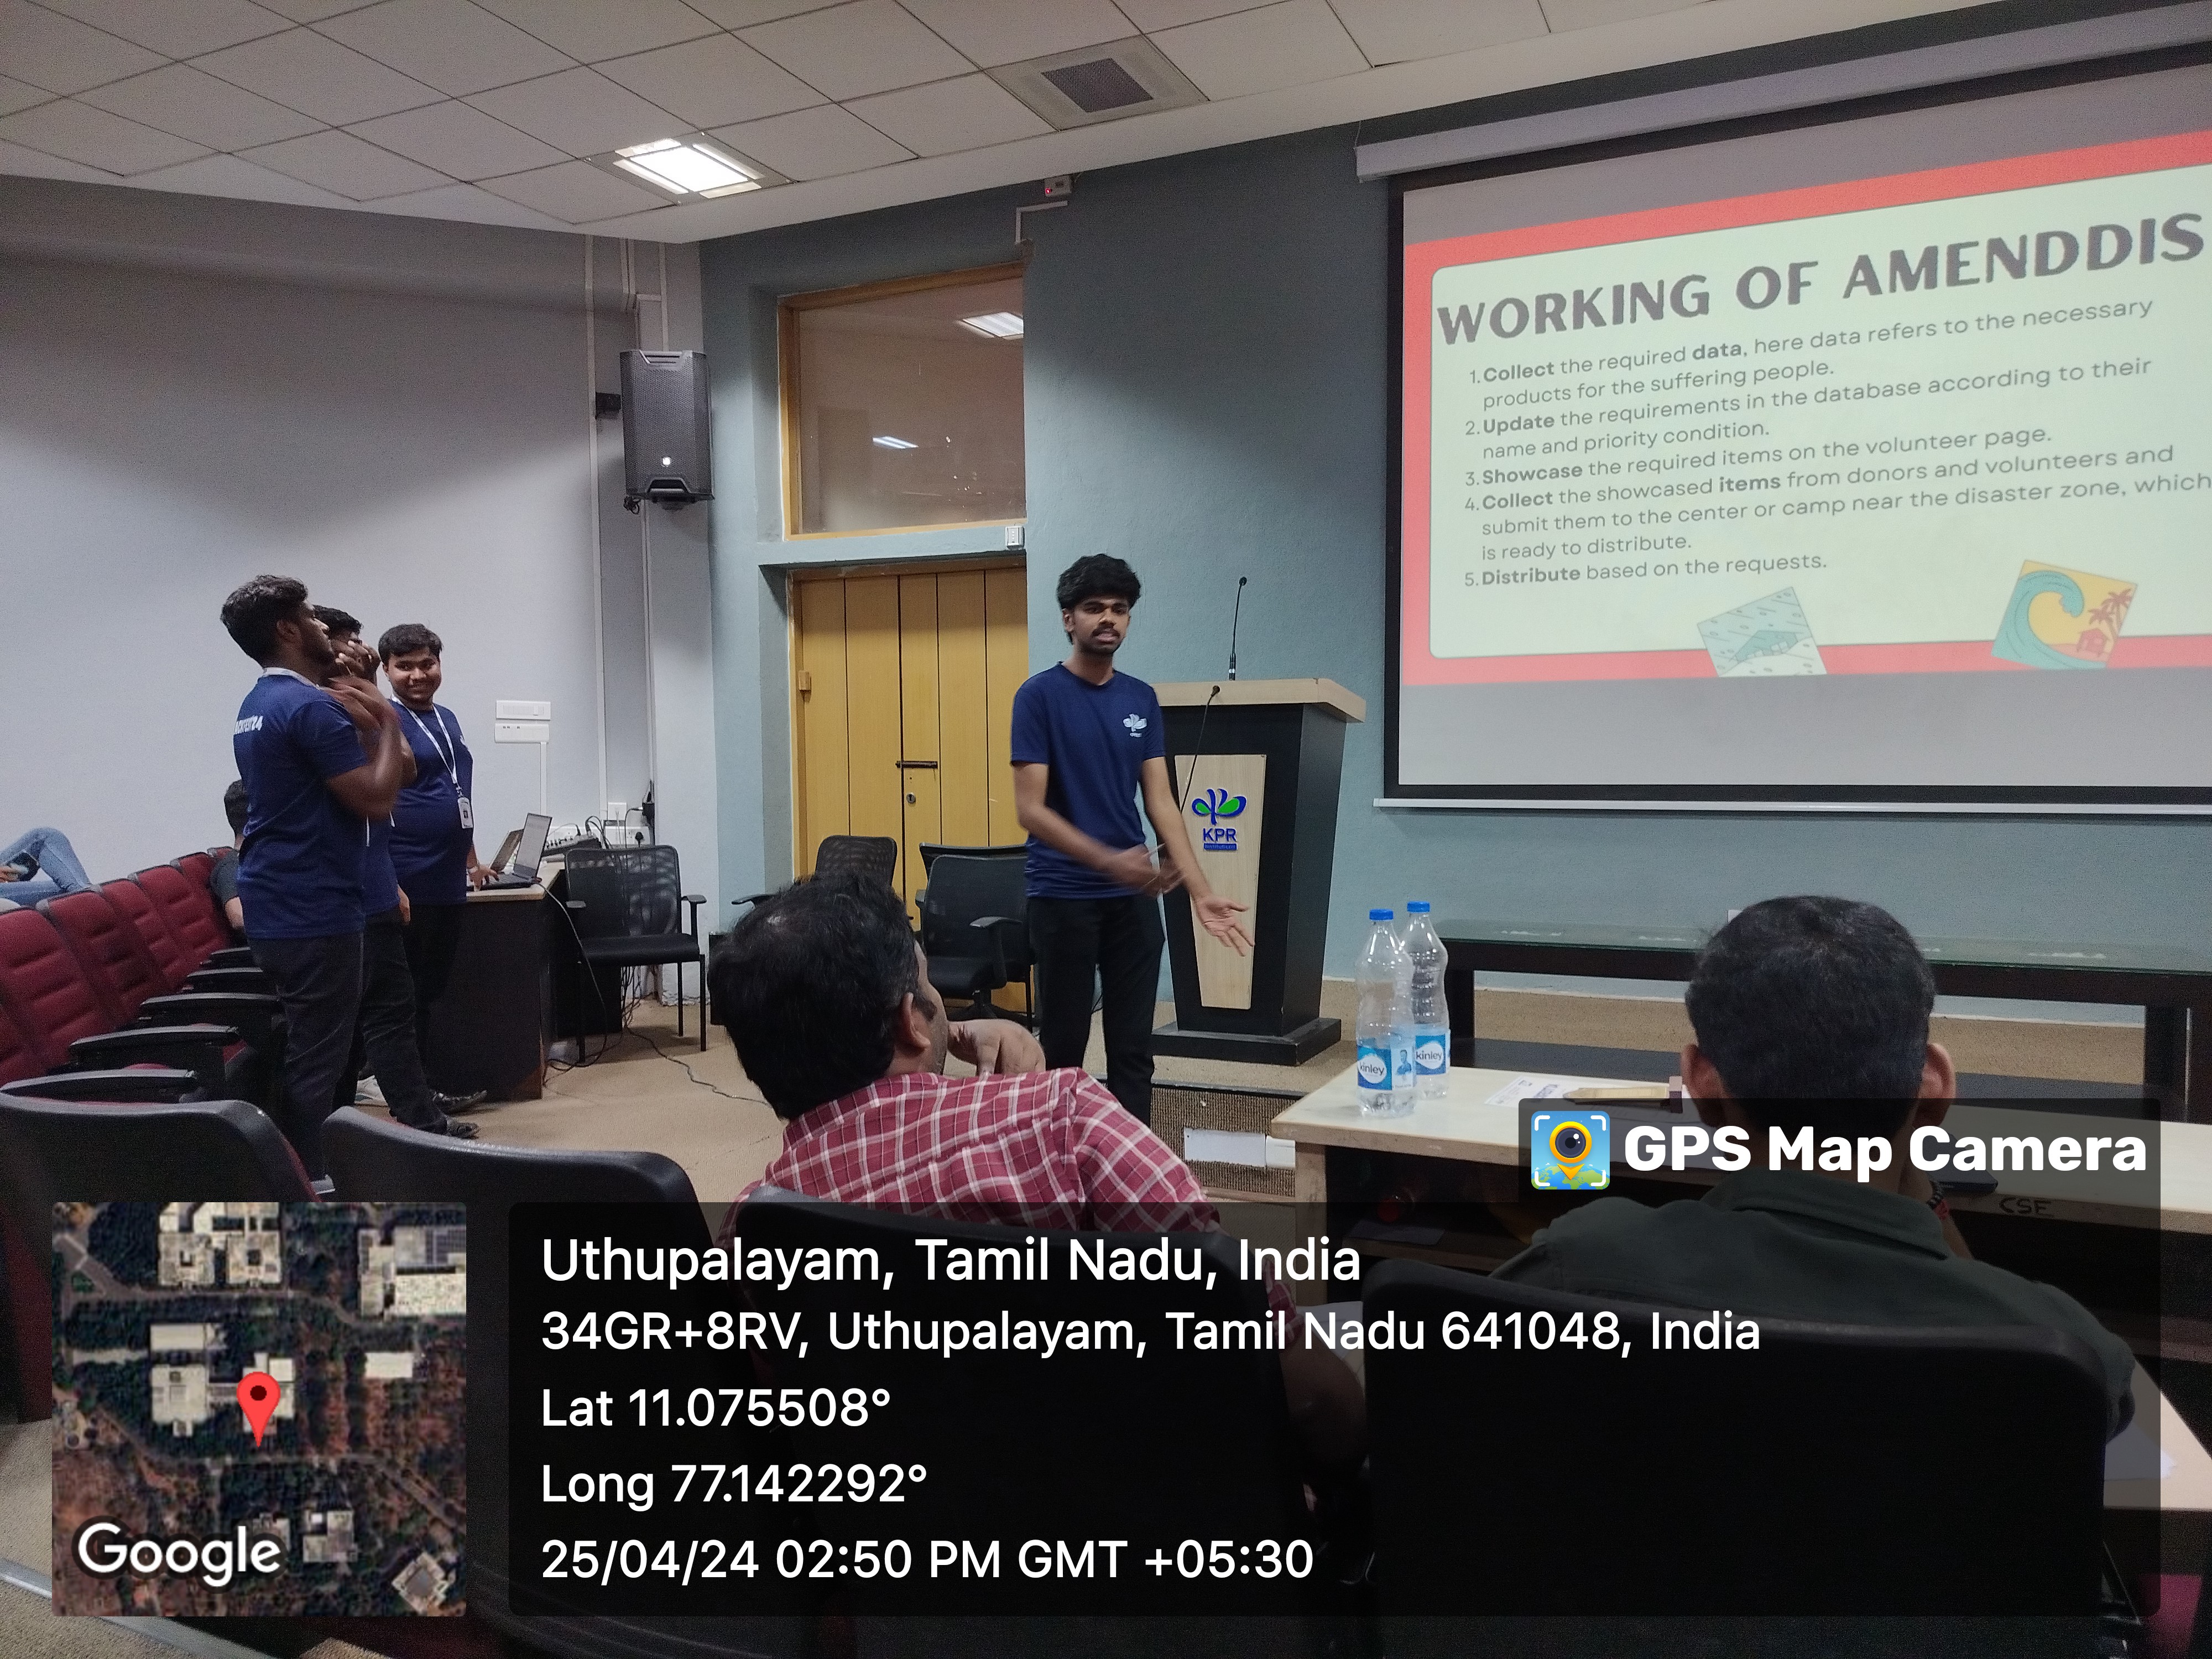 WORKING OF AMENDDIS
1. Collect the required data, here data refers to the necessary
products for the suffering people.
2. Update the requirements in the database according to their
name and priority condition.
3. Showcase the required items on the volunteer page.
4. Collect the showcased items from donors and volunteers and
submit them to the center or camp near the disaster zone, which
is ready to distribute.
5. Distribute based on the requests.
KPR
kinley
kinley
CSE
GPS Map Camera
Uthupalayam, Tamil Nadu, India
34GR+8RV, Uthupalayam, Tamil Nadu 641048, India
Lat 11.075508°
Long 77.142292°
25/04/24 02:50 PM GMT +05:30
Google